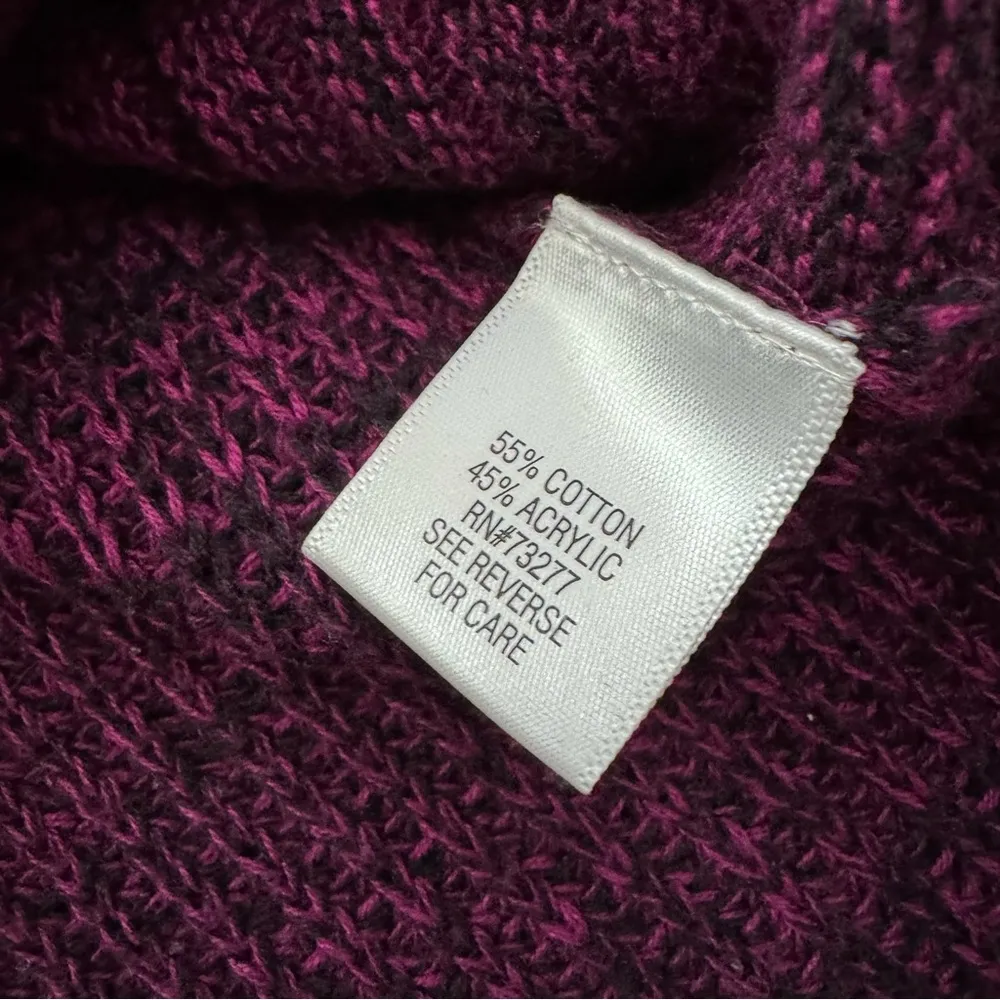 55% COTTON
45% ACRYLIC
RN#73277
SEE REVERSE
FOR CARE